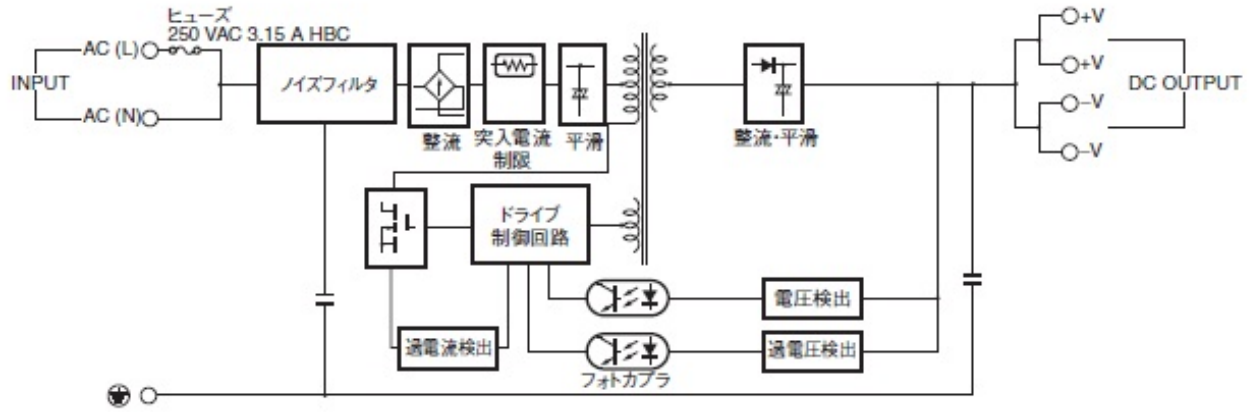 ヒューズ
250 VAC 3.15 A HBC
AC (L)
INPUT
AC (N)
ノイズフィルタ
整流
突入電流
制限
平滑
整流・平滑
+V
+V
DC OUTPUT
−V
−V
ドライブ
制御回路
電圧検出
過電流検出
過電圧検出
フォトカプラ